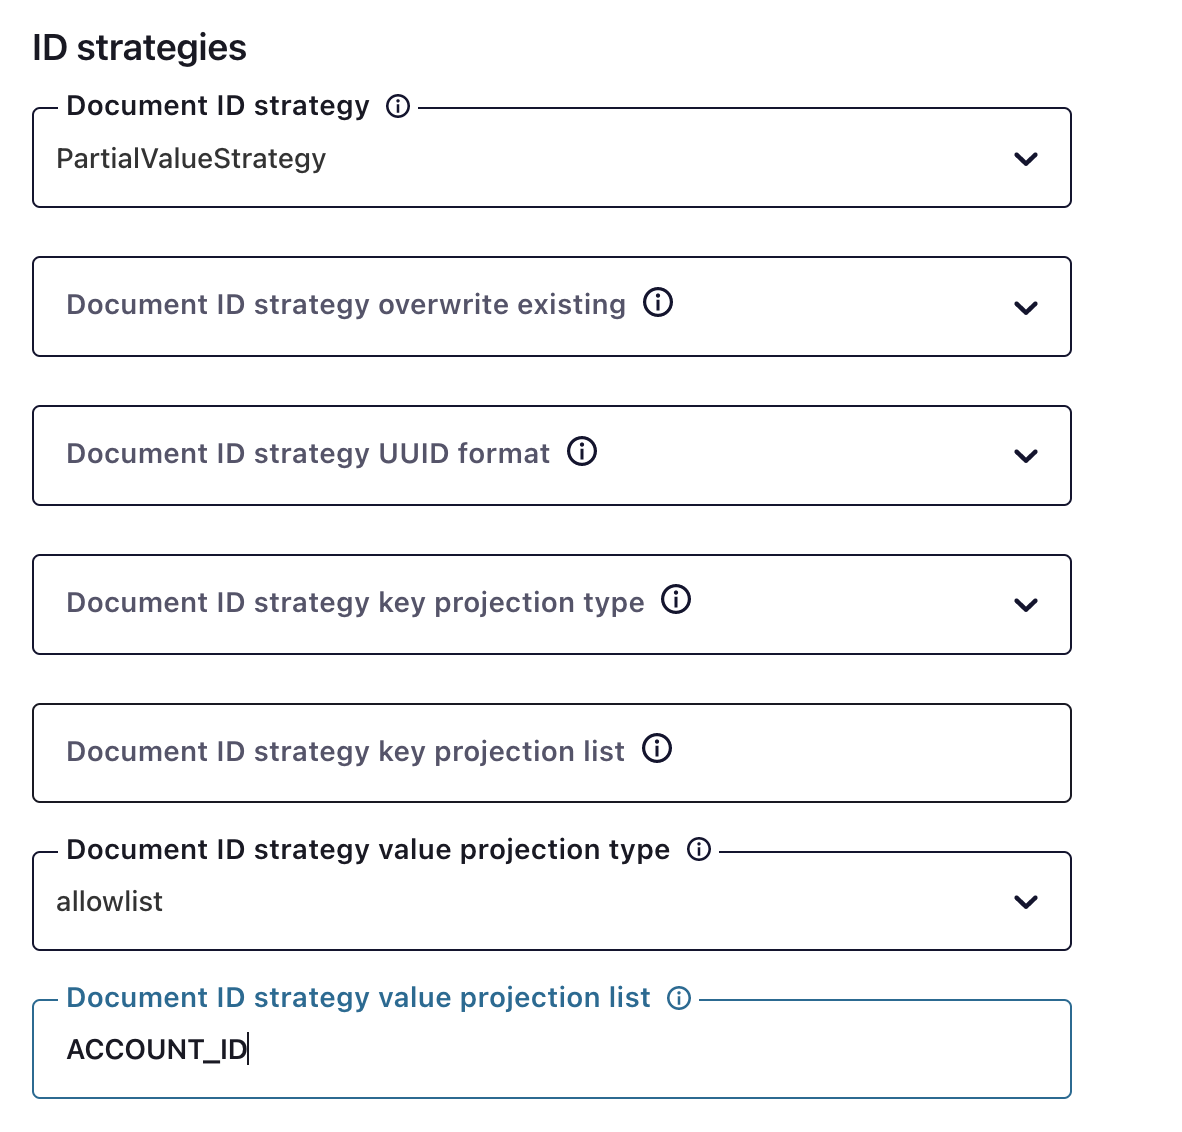 ID strategies
Document ID strategy
PartialValueStrategy
Document ID strategy overwrite existing
Document ID strategy UUID format
Document ID strategy key projection type
Document ID strategy key projection list
Document ID strategy value projection type
allowlist
Document ID strategy value projection list
ACCOUNT_ID